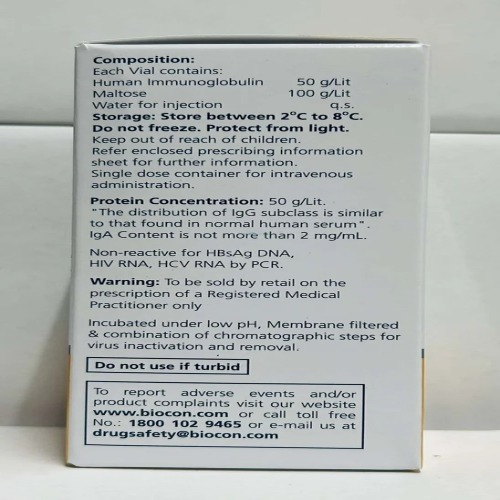 Composition:
Each Vial contains:
Human Immunoglobulin 50 g/Lit
Maltose 100 g/Lit
Water for injection q.s.
Storage: Store between 2°C to 8°C.
Do not freeze. Protect from light.
Keep out of reach of children.
Refer enclosed prescribing information
sheet for further information.
Single dose container for intravenous
administration.
Protein Concentration: 50 g/Lit.
"The distribution of IgG subclass is similar
to that found in normal human serum".
IgA Content is not more than 2 mg/mL.
Non-reactive for HBsAg DNA,
HIV RNA, HCV RNA by PCR.
Warning: To be sold by retail on the
prescription of a Registered Medical
Practitioner only
Incubated under low pH, Membrane filtered
& combination of chromatographic steps for
virus inactivation and removal.
Do not use if turbid
To report adverse events and/or
product complaints visit our website
www.biocon.com or call toll free
No.: 1800 102 9465 or e-mail us at
drugsafety@biocon.com